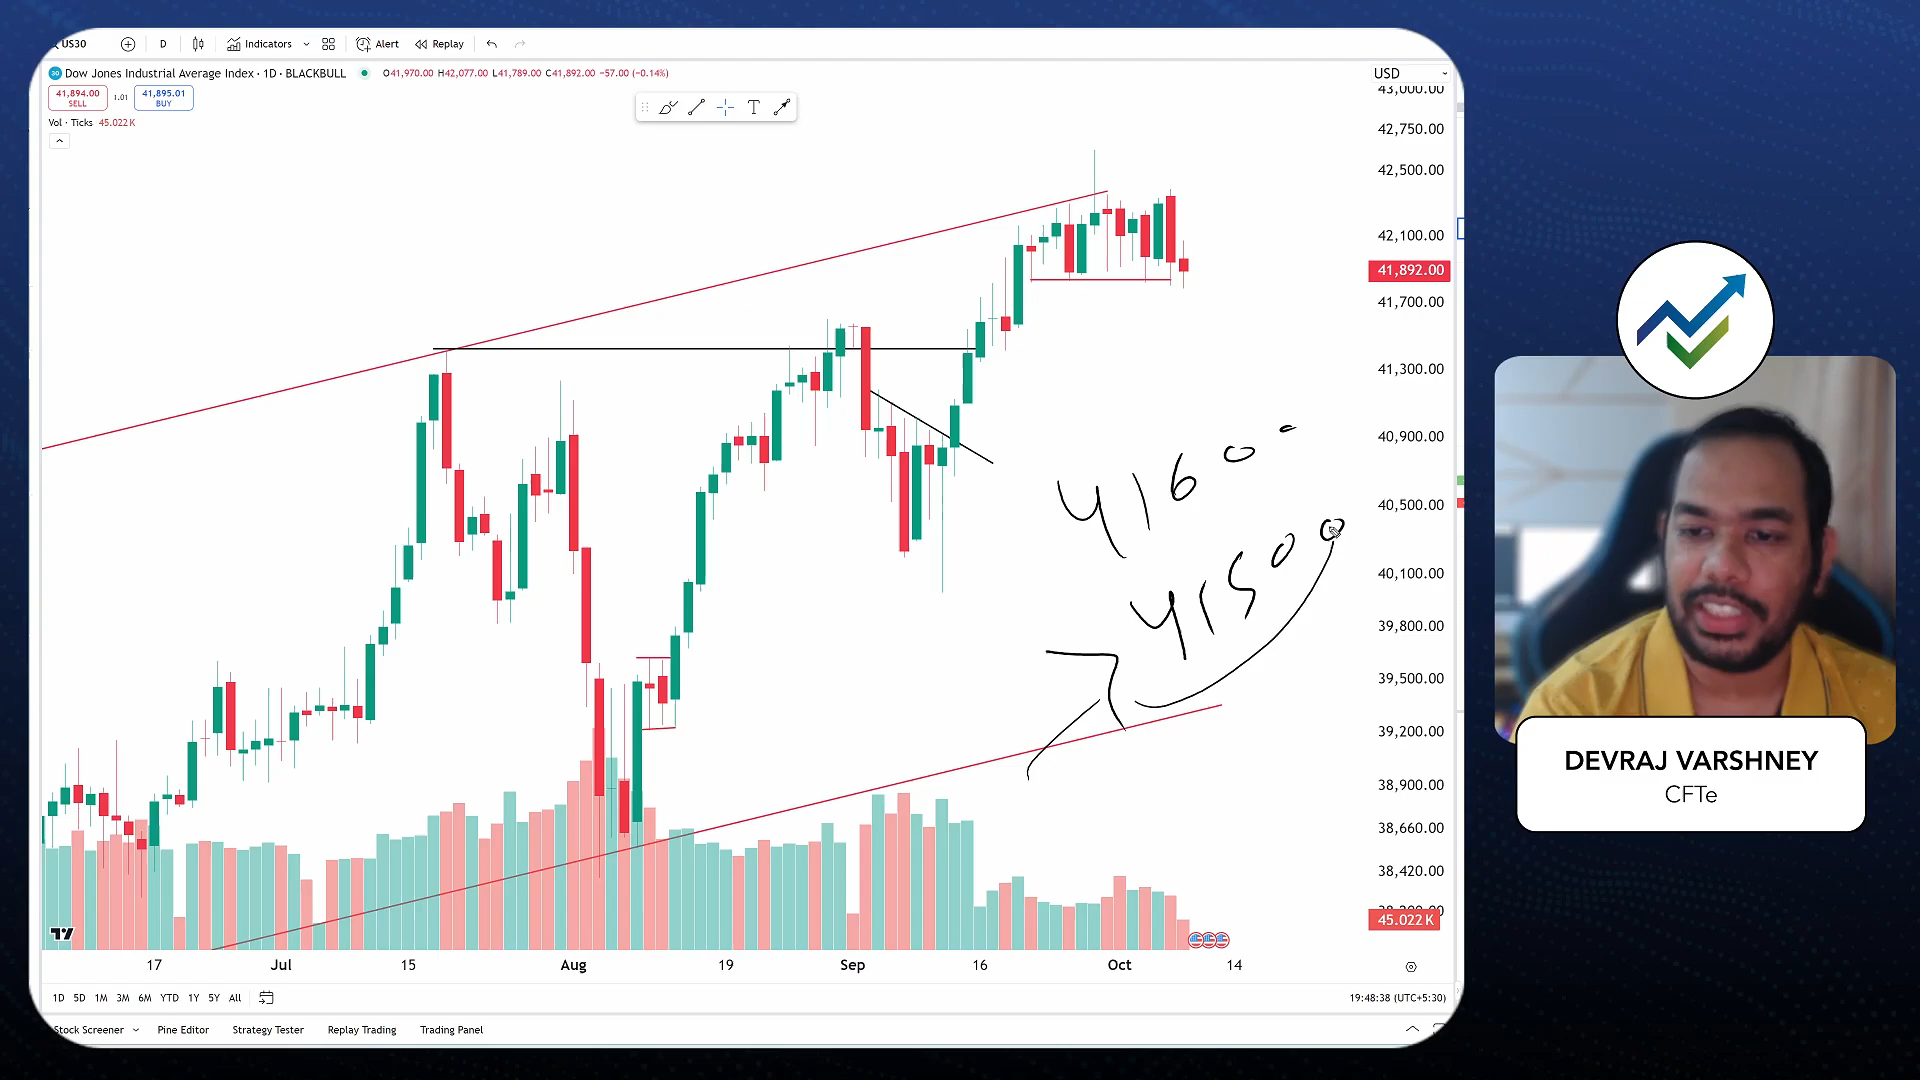 US30 D Indicators Alert Replay
Dow Jones Industrial Average Index · 1D · BLACKBULL O41,970.00 H42,077.00 L41,789.00 C41,892.00 −57.00 (−0.14%)
41,894.00 SELL 1.01 41,895.01 BUY
Vol · Ticks 45.022 K
T
USD
43,000.00
42,750.00
42,500.00
42,100.00
41,892.00
41,700.00
41,300.00
40,900.00
40,500.00
40,100.00
39,800.00
39,500.00
39,200.00
38,900.00
38,660.00
38,420.00
45.022 K
41600
41500
17 Jul 15 Aug 19 Sep 16 Oct 14
1D 5D 1M 3M 6M YTD 1Y 5Y All
19:48:38 (UTC+5:30)
Stock Screener Pine Editor Strategy Tester Replay Trading Trading Panel
DEVRAJ VARSHNEY
CFTe